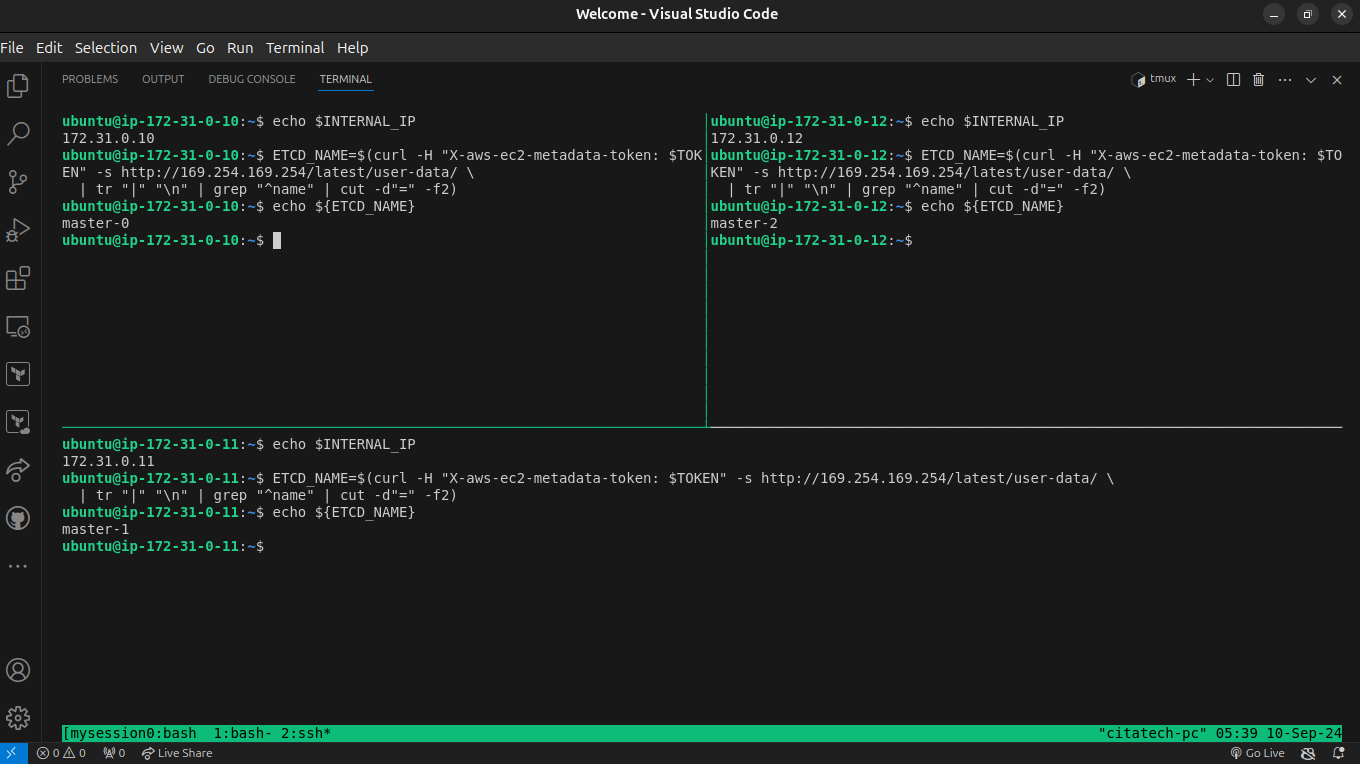 Welcome - Visual Studio Code
File Edit Selection View Go Run Terminal Help
PROBLEMS OUTPUT DEBUG CONSOLE TERMINAL
tmux
ubuntu@ip-172-31-0-10:~$ echo $INTERNAL_IP
172.31.0.10
ubuntu@ip-172-31-0-10:~$ ETCD_NAME=$(curl -H "X-aws-ec2-metadata-token: $TOK
EN" -s http://169.254.169.254/latest/user-data/ \
| tr "|" "\n" | grep "^name" | cut -d"=" -f2)
ubuntu@ip-172-31-0-10:~$ echo ${ETCD_NAME}
master-0
ubuntu@ip-172-31-0-10:~$
ubuntu@ip-172-31-0-12:~$ echo $INTERNAL_IP
172.31.0.12
ubuntu@ip-172-31-0-12:~$ ETCD_NAME=$(curl -H "X-aws-ec2-metadata-token: $TO
KEN" -s http://169.254.169.254/latest/user-data/ \
| tr "|" "\n" | grep "^name" | cut -d"=" -f2)
ubuntu@ip-172-31-0-12:~$ echo ${ETCD_NAME}
master-2
ubuntu@ip-172-31-0-12:~$
ubuntu@ip-172-31-0-11:~$ echo $INTERNAL_IP
172.31.0.11
ubuntu@ip-172-31-0-11:~$ ETCD_NAME=$(curl -H "X-aws-ec2-metadata-token: $TOKEN" -s http://169.254.169.254/latest/user-data/ \
| tr "|" "\n" | grep "^name" | cut -d"=" -f2)
ubuntu@ip-172-31-0-11:~$ echo ${ETCD_NAME}
master-1
ubuntu@ip-172-31-0-11:~$
[mysession0:bash 1:bash- 2:ssh* "citatech-pc" 05:39 10-Sep-24
0 0 0 Live Share Go Live